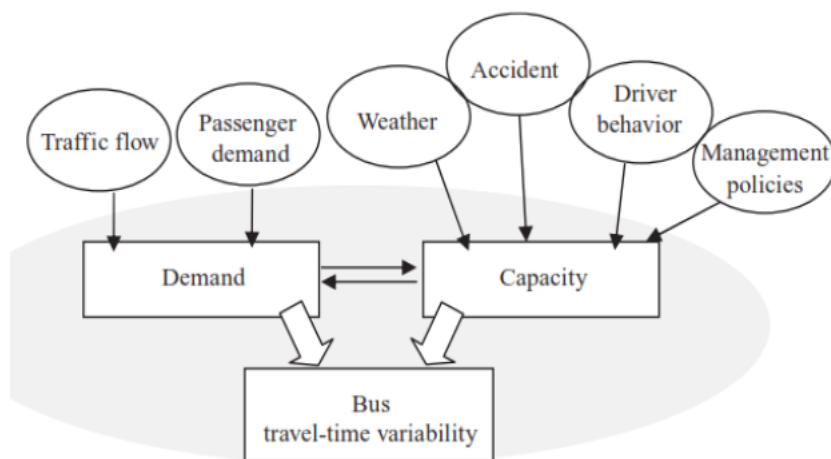 Accident
Weather
Driver
behavior
Passenger
demand
Traffic flow
Management
policies
Demand
Capacity
Bus
travel-time variability